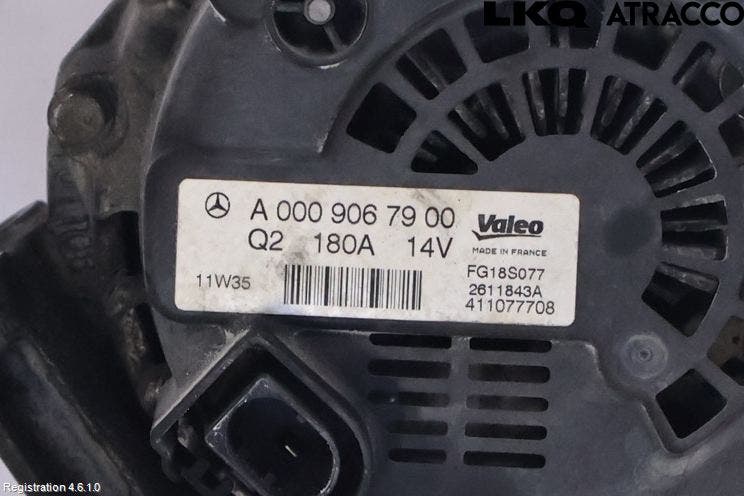 LKQ ATRACCO
A 000 906 79 00
Valeo
Q2 180A 14V
MADE IN FRANCE
11W35
FG18S077
2611843A
411077708
Registration 4.6.1.0